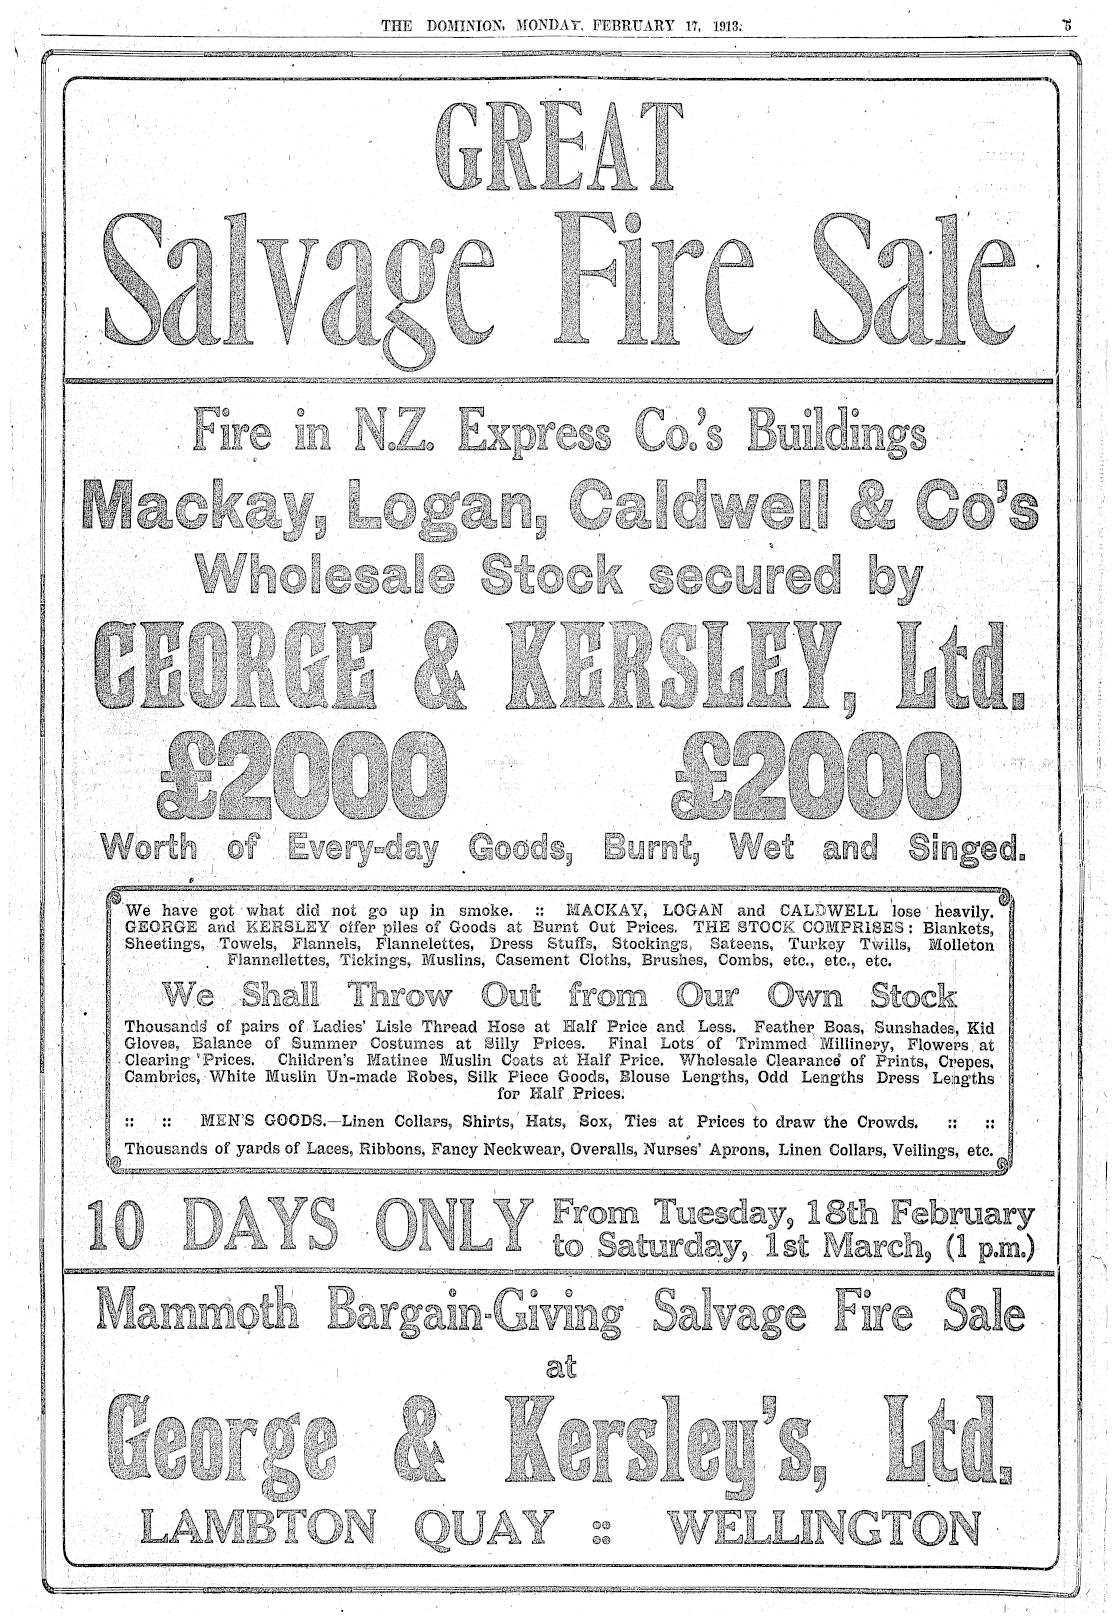 THE DOMINION, MONDAY, FEBRUARY 17, 1913.
5
GREAT
Salvage Fire Sale
Fire in N.Z. Express Co.'s Buildings
Mackay, Logan, Caldwell & Co's
Wholesale Stock secured by
GEORGE & KERSLEY, Ltd.
£2000 £2000
Worth of Every-day Goods, Burnt, Wet and Singed.
We have got what did not go up in smoke. :: MACKAY, LOGAN and CALDWELL lose heavily.
GEORGE and KERSLEY offer piles of Goods at Burnt Out Prices. THE STOCK COMPRISES: Blankets,
Sheetings, Towels, Flannels, Flannelettes, Dress Stuffs, Stockings, Sateens, Turkey Twills, Molleton
Flannellettes, Tickings, Muslins, Casement Cloths, Brushes, Combs, etc., etc., etc.
We Shall Throw Out from Our Own Stock
Thousands of pairs of Ladies' Lisle Thread Hose at Half Price and Less. Feather Boas, Sunshades, Kid
Gloves, Balance of Summer Costumes at Silly Prices. Final Lots of Trimmed Millinery, Flowers at
Clearing Prices. Children's Matinee Muslin Coats at Half Price. Wholesale Clearance of Prints, Crepes,
Cambrics, White Muslin Un-made Robes, Silk Piece Goods, Blouse Lengths, Odd Lengths Dress Lengths
for Half Prices.
:: :: MEN'S GOODS.—Linen Collars, Shirts, Hats, Sox, Ties at Prices to draw the Crowds. :: ::
Thousands of yards of Laces, Ribbons, Fancy Neckwear, Overalls, Nurses' Aprons, Linen Collars, Veilings, etc.
10 DAYS ONLY From Tuesday, 18th February
to Saturday, 1st March, (1 p.m.)
Mammoth Bargain-Giving Salvage Fire Sale
at
George & Kersley's, Ltd.
LAMBTON QUAY :: WELLINGTON